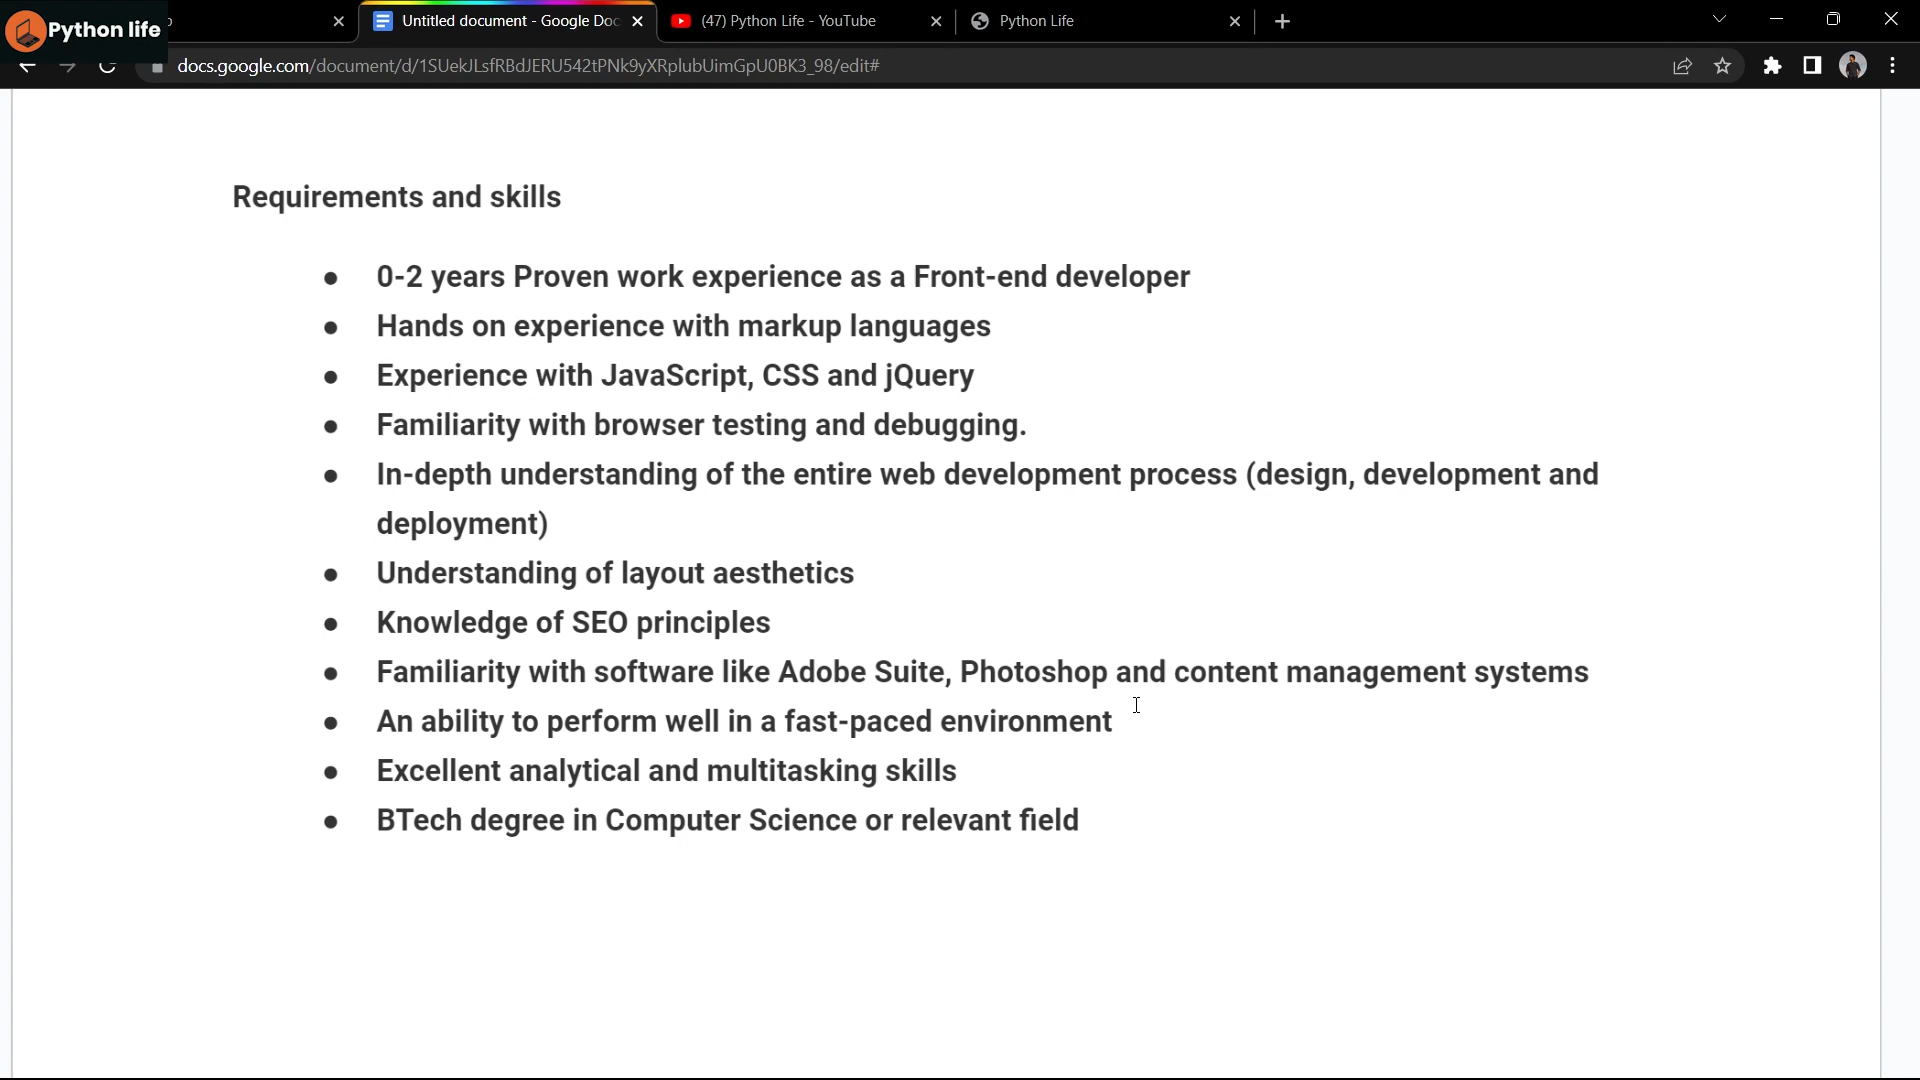 Python life
Untitled document - Google Doc
(47) Python Life - YouTube
Python Life
docs.google.com/document/d/1SUekJLsfRBdJERU542tPNk9yXRplubUimGpU0BK3_98/edit#
Requirements and skills
● 0-2 years Proven work experience as a Front-end developer
● Hands on experience with markup languages
● Experience with JavaScript, CSS and jQuery
● Familiarity with browser testing and debugging.
● In-depth understanding of the entire web development process (design, development and
deployment)
● Understanding of layout aesthetics
● Knowledge of SEO principles
● Familiarity with software like Adobe Suite, Photoshop and content management systems
● An ability to perform well in a fast-paced environment
● Excellent analytical and multitasking skills
● BTech degree in Computer Science or relevant field